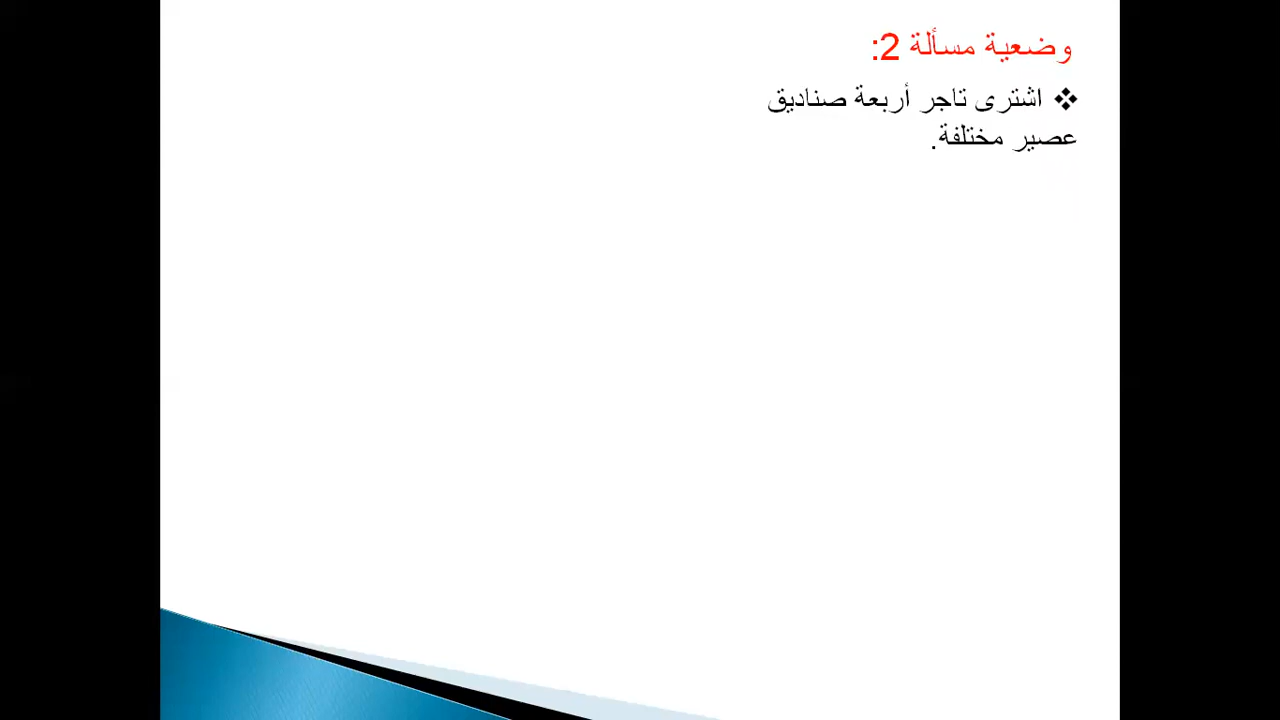 وضعية مسألة 2:
❖ اشترى تاجر أربعة صناديق
عصير مختلفة.